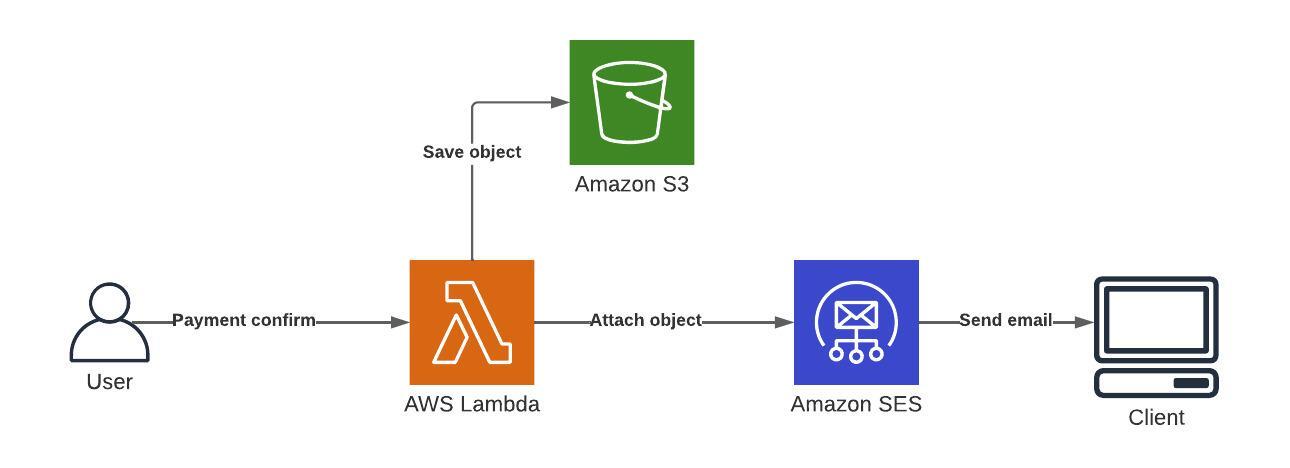 Save object
Amazon S3
Payment confirm
Attach object
Send email
User
AWS Lambda
Amazon SES
Client